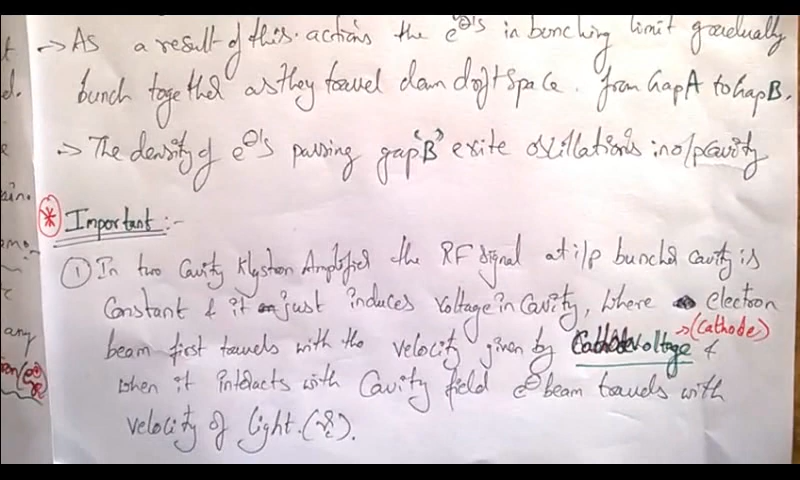 → As a result of this. actions the e⊖'s in bunching limit gradually
bunch together as they travel down drift space. from Gap A to Gap B.
→ The density of e⊖'s passing gap 'B' exite oscillations in o/p cavity
* Important :-
① In two Cavity Klystron Amplifier the RF signal at i/p buncher cavity is
Constant & it just induces voltage in Cavity, where electron
beam first travels with the velocity given by Cathode voltage → (Cathode) &
when it interacts with Cavity field e⊖ beam travels with
velocity of light.
any